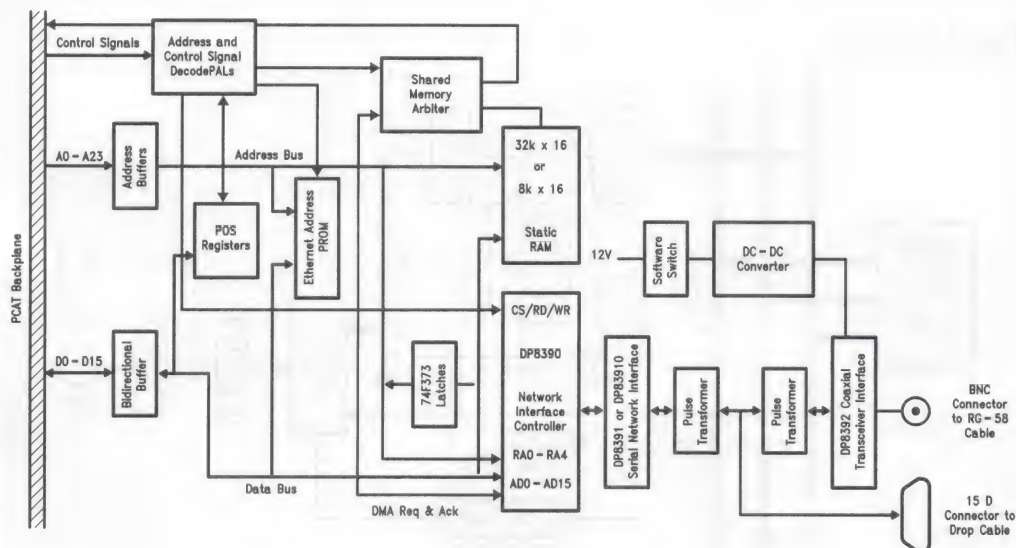 Control Signals
Address and
Control Signal
DecodePALs
Shared
Memory
Arbiter
A0-A23
Address
Buffers
Address Bus
32k x 16
or
8k x 16
Static
RAM
POS
Registers
Ethernet Address
PROM
PCAT Backplane
12V
Software
Switch
DC-DC
Converter
D0-D15
Bidirectional
Buffer
74F373
Latches
CS/RD/WR
DP8390
Network
Interface
Controller
RA0-RA4
AD0-AD15
DP8391 or DP83910
Serial Network Interface
Pulse
Transformer
Pulse
Transformer
DP8392 Coaxial
Transceiver Interface
BNC
Connector
to RG-58
Cable
Data Bus
DMA Req & Ack
15 D
Connector to
Drop Cable